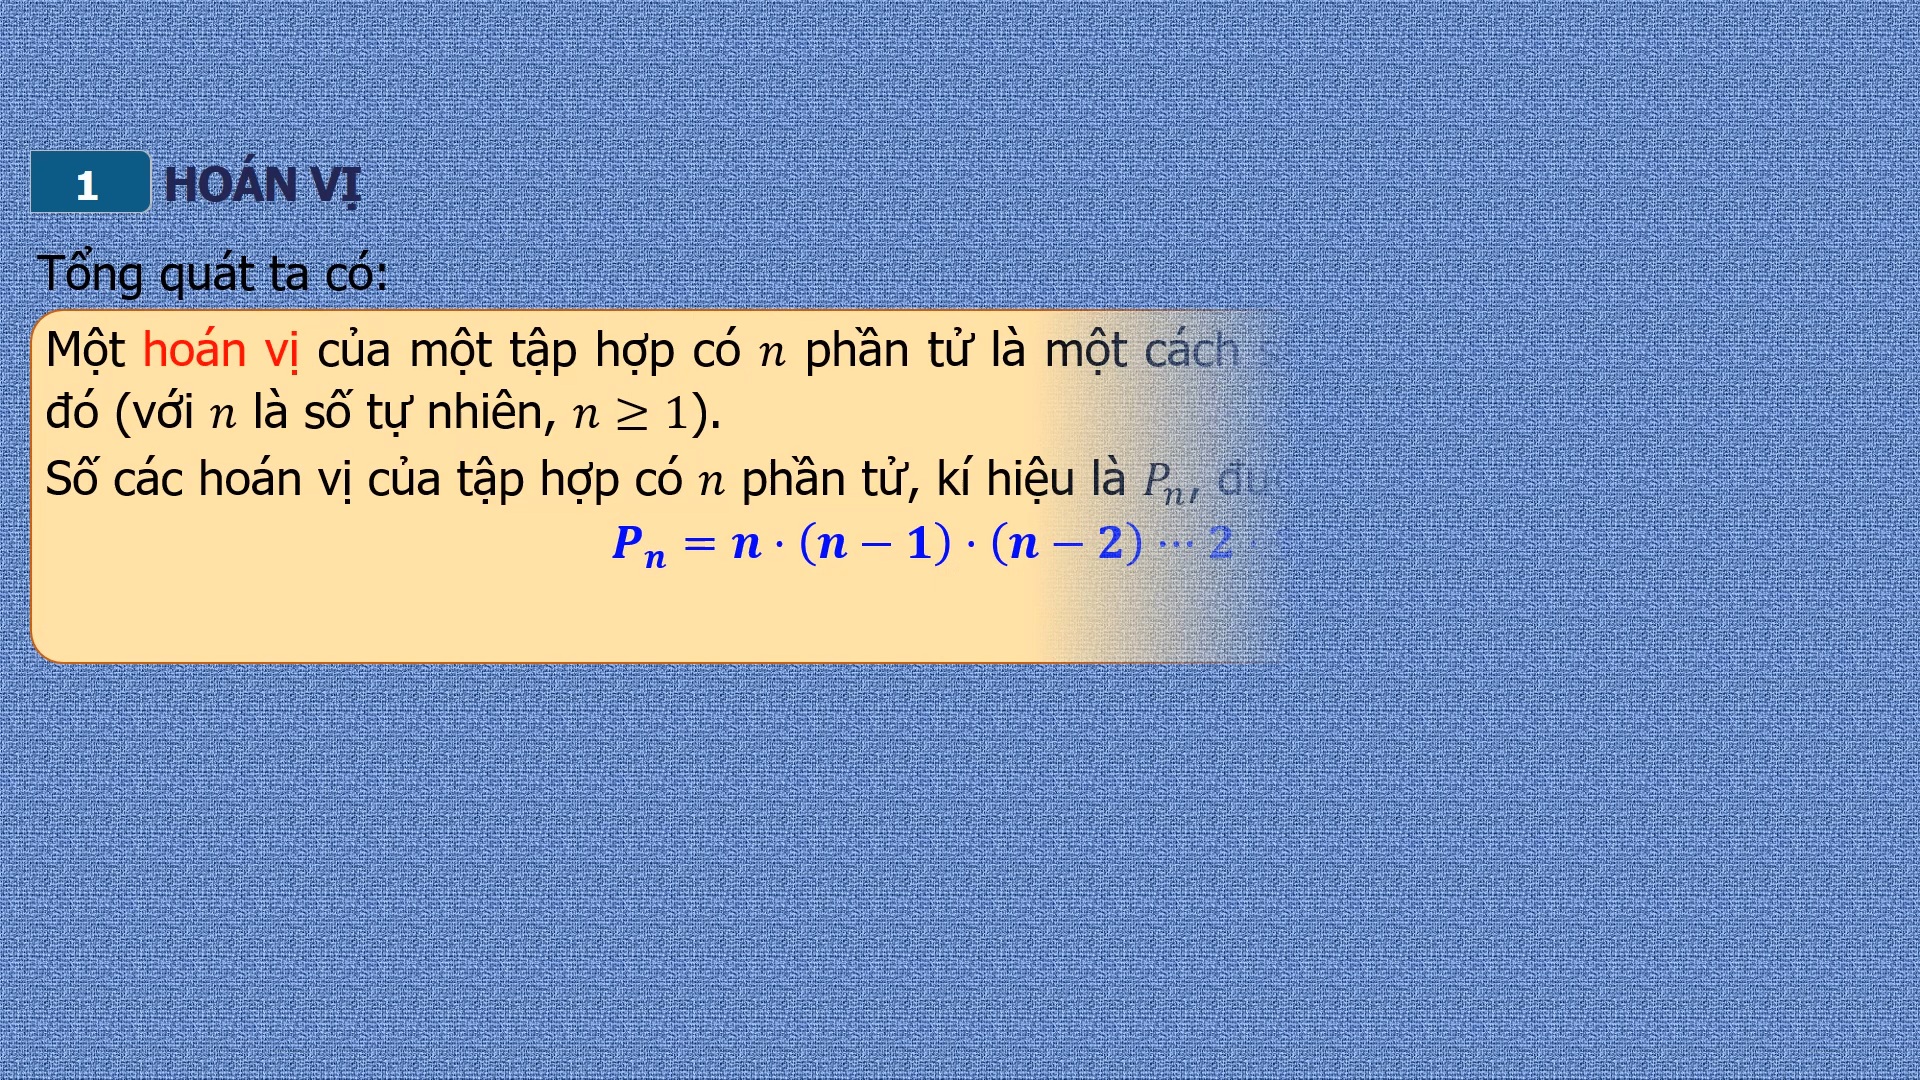 1 HOÁN VỊ
Tổng quát ta có:
Một hoán vị của một tập hợp có n phần tử là một cách
đó (với n là số tự nhiên, n ≥ 1).
Số các hoán vị của tập hợp có n phần tử, kí hiệu là Pₙ,
Pₙ = n · (n − 1) · (n − 2) ⋯ 2 ·